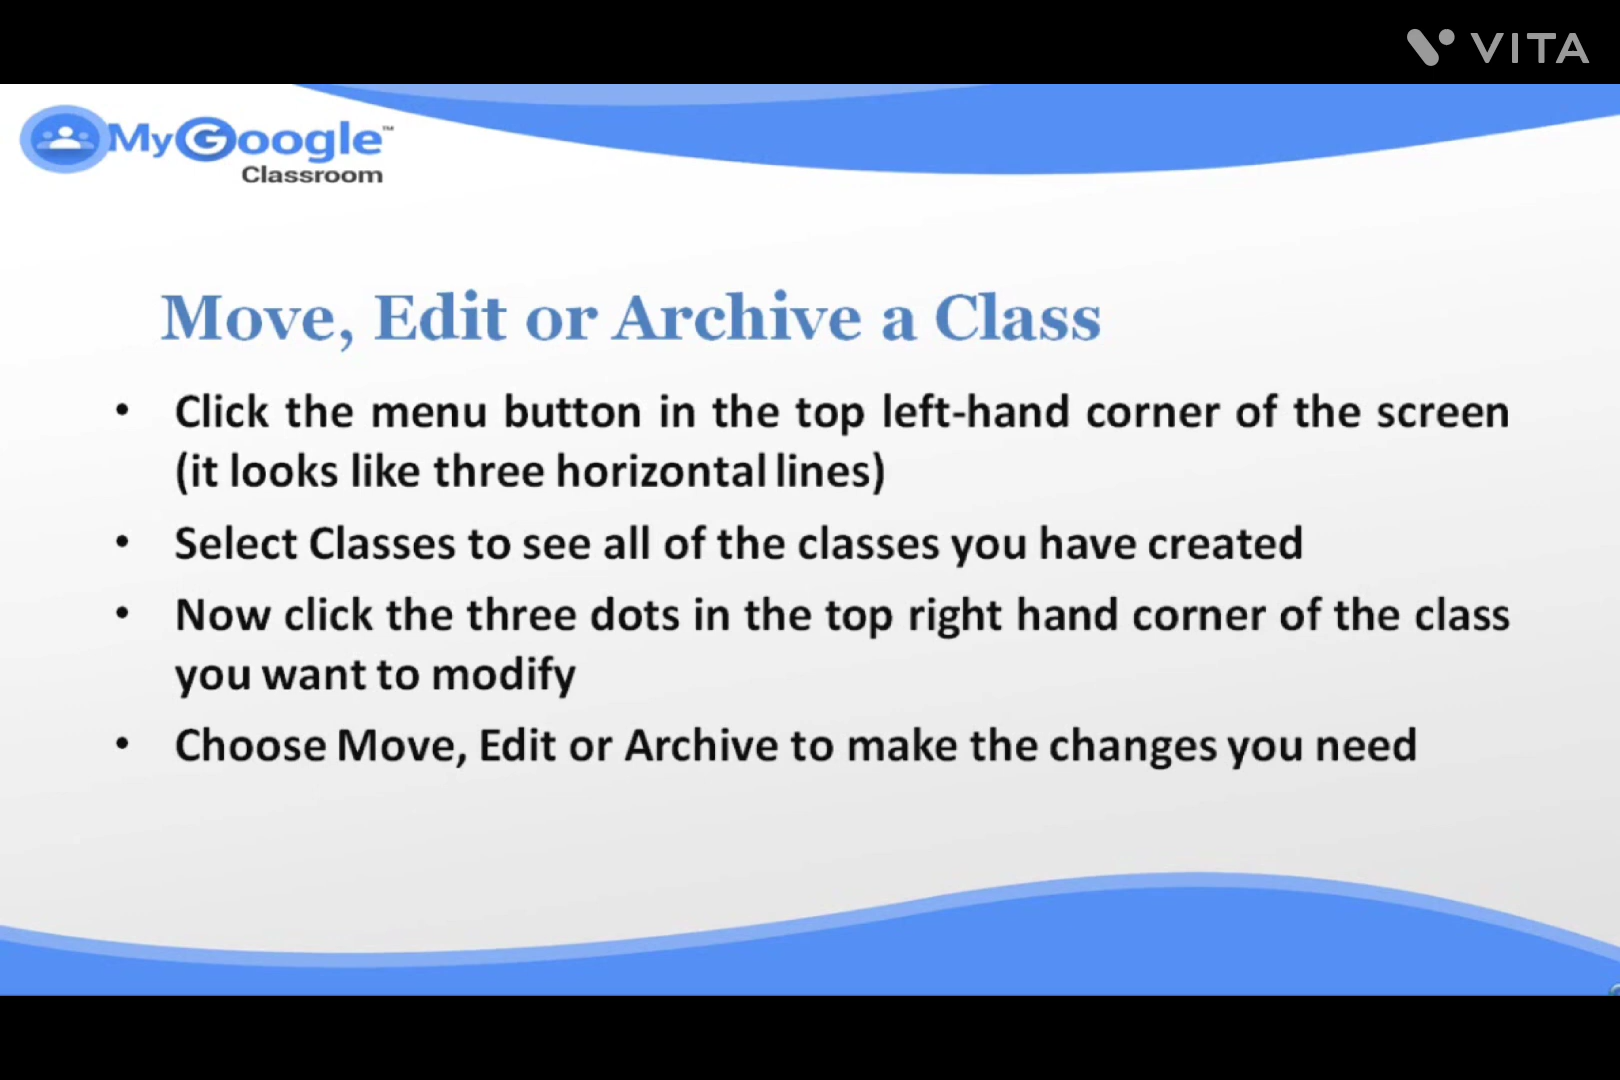 VITA
MyGoogle™
Classroom
Move, Edit or Archive a Class
• Click the menu button in the top left-hand corner of the screen
(it looks like three horizontal lines)
• Select Classes to see all of the classes you have created
• Now click the three dots in the top right hand corner of the class
you want to modify
• Choose Move, Edit or Archive to make the changes you need